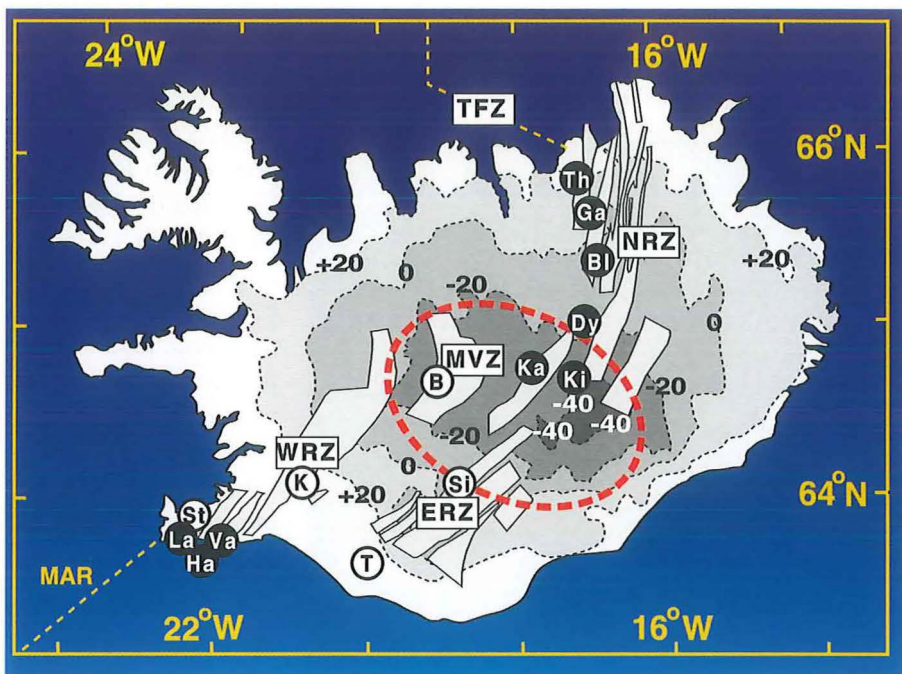 24°W
16°W
TFZ
66°N
Th
Ga
NRZ
Bl
+20
+20
0
-20
Dy
0
MVZ
B
Ka
Ki
-20
-40
-40
-40
-20
WRZ
0
K
Si
64°N
+20
ERZ
St
La
Va
Ha
T
MAR
22°W
16°W